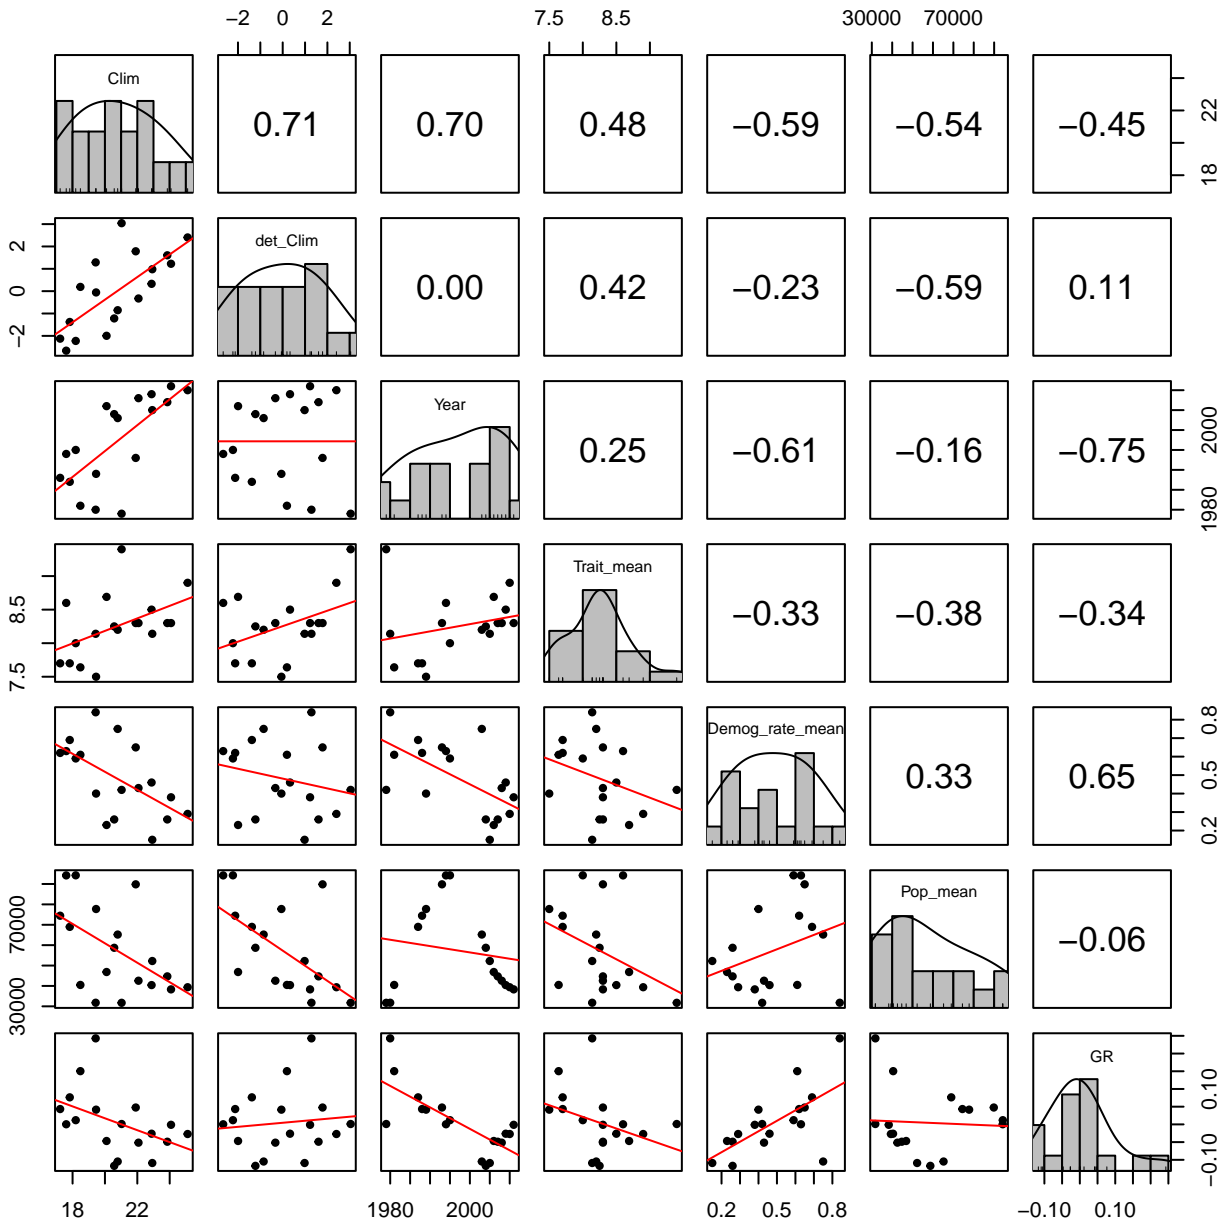 −2 0 2 7.5 8.5 30000 70000
Clim
0.71 0.70 0.48 −0.59 −0.54 −0.45
18 22
−2 0 2
det_Clim
0.00 0.42 −0.23 −0.59 0.11
Year
0.25 −0.61 −0.16 −0.75
1980 2000
7.5 8.5
Trait_mean
−0.33 −0.38 −0.34
Demog_rate_mean
0.33 0.65
0.2 0.5 0.8
30000 70000
Pop_mean
−0.06
GR
−0.10 0.10
18 22 1980 2000 0.2 0.5 0.8 −0.10 0.10